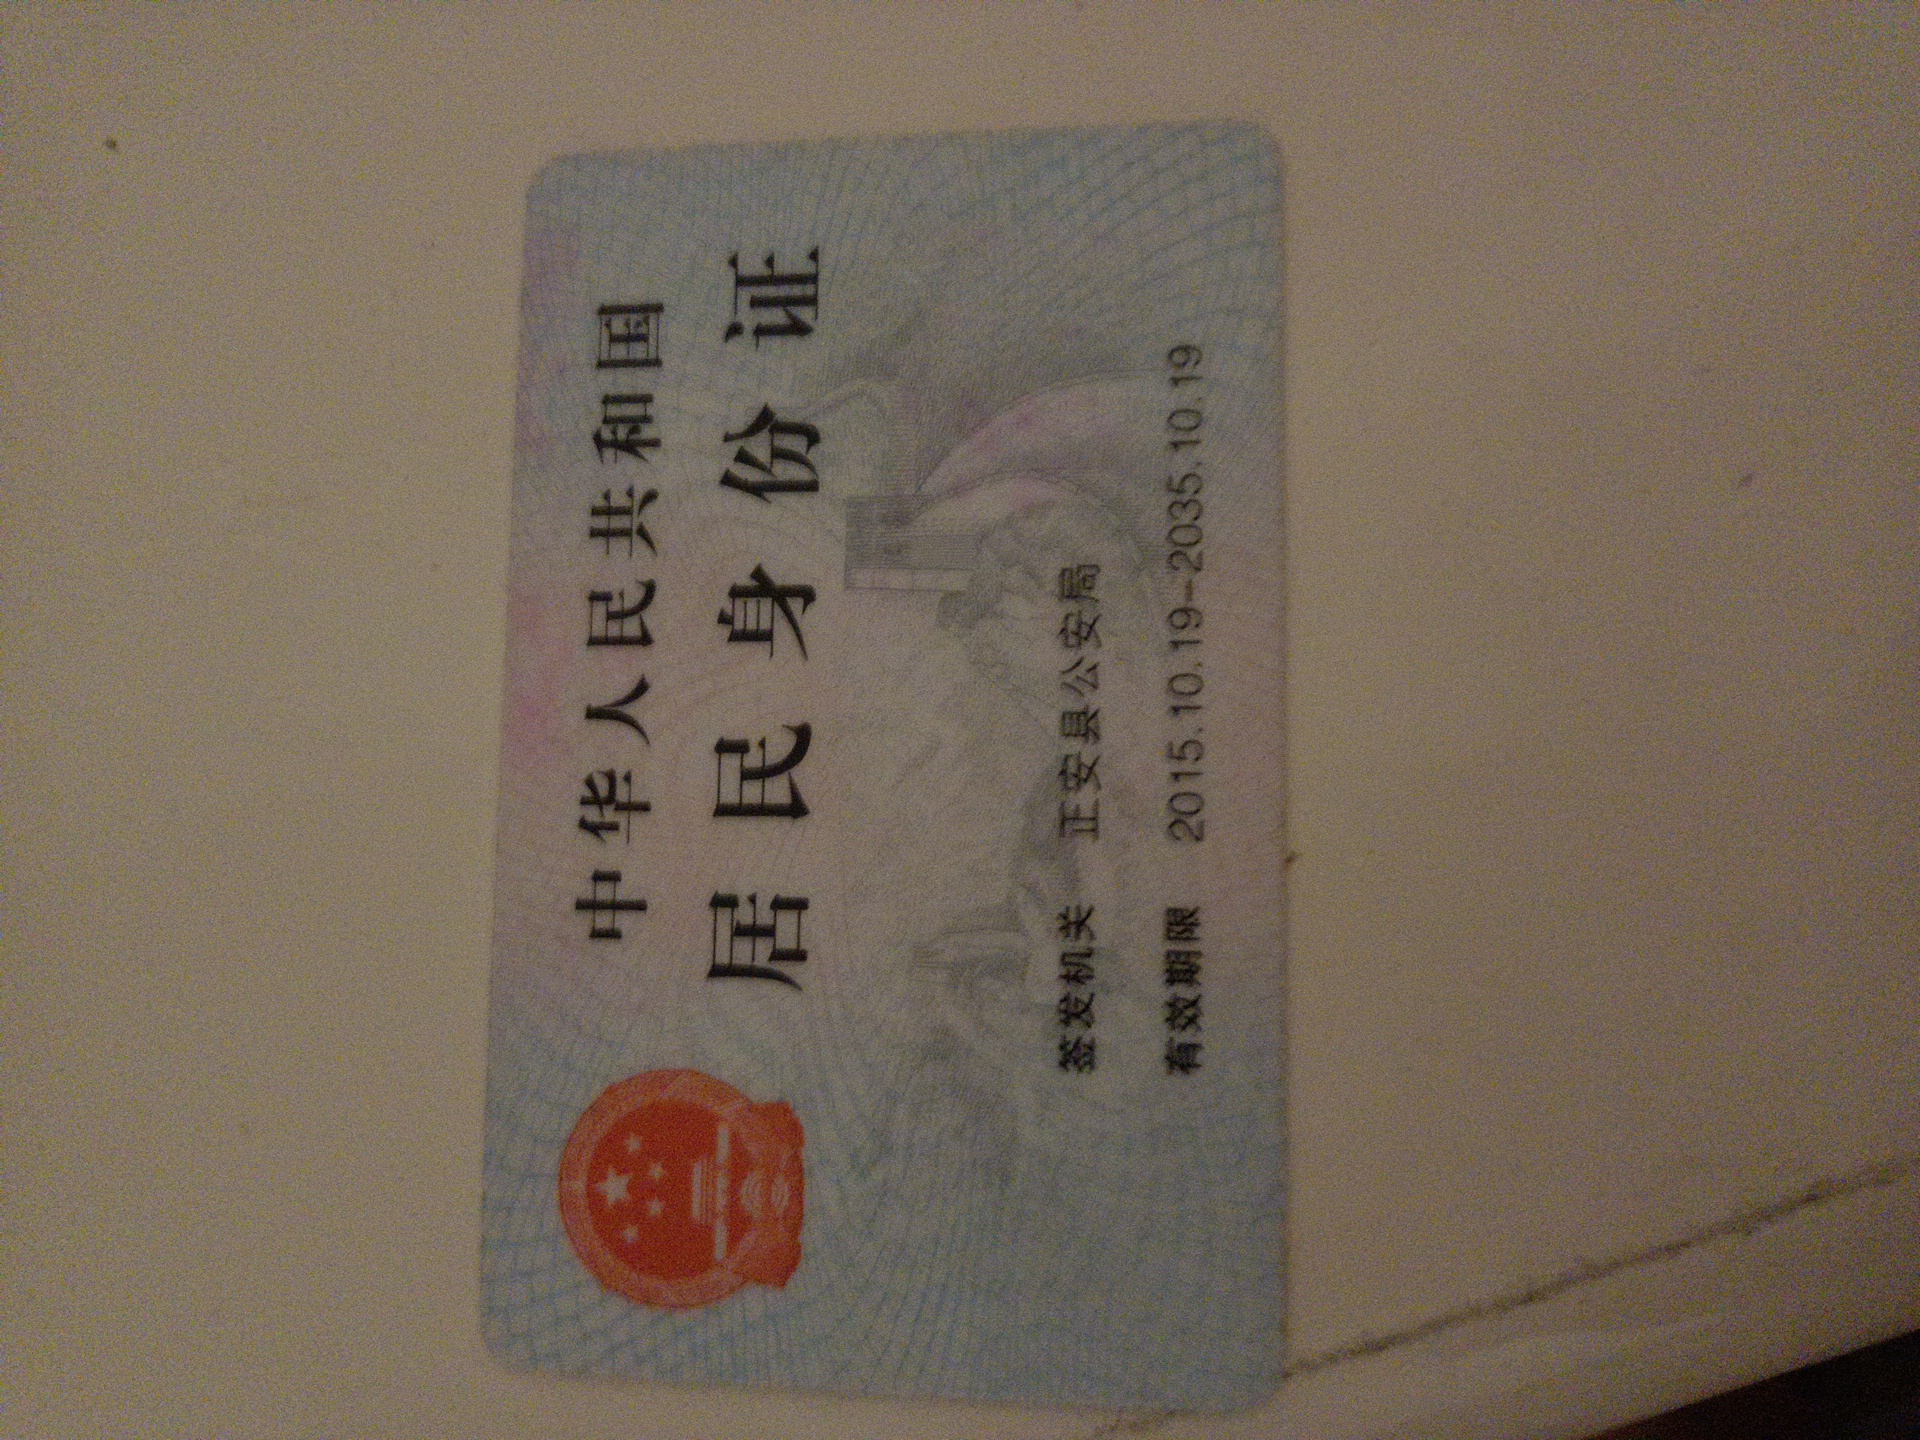 中华人民共和国
居民身份证
签发机关 正安县公安局
有效期限 2015.10.19-2035.10.19